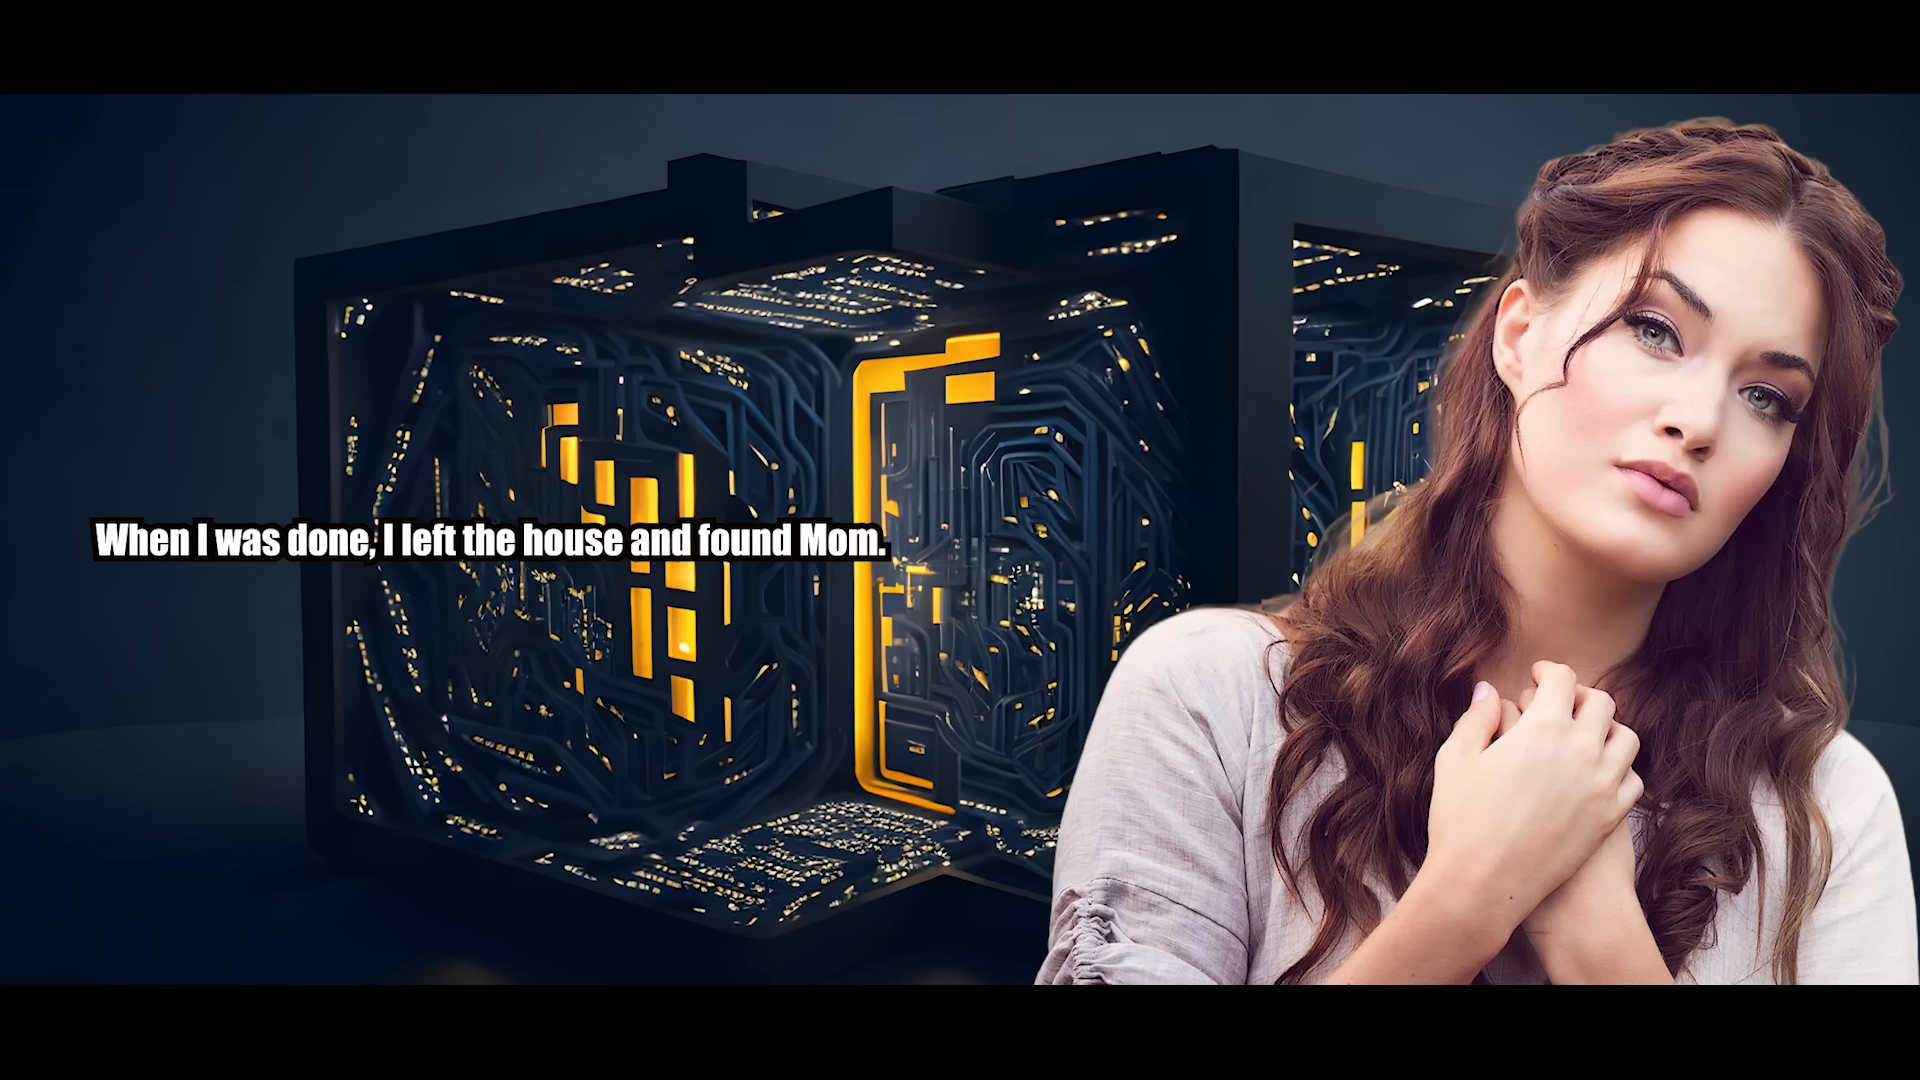 When I was done, I left the house and found Mom.